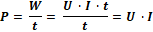 P = W/t = U · I · t/t = U · I